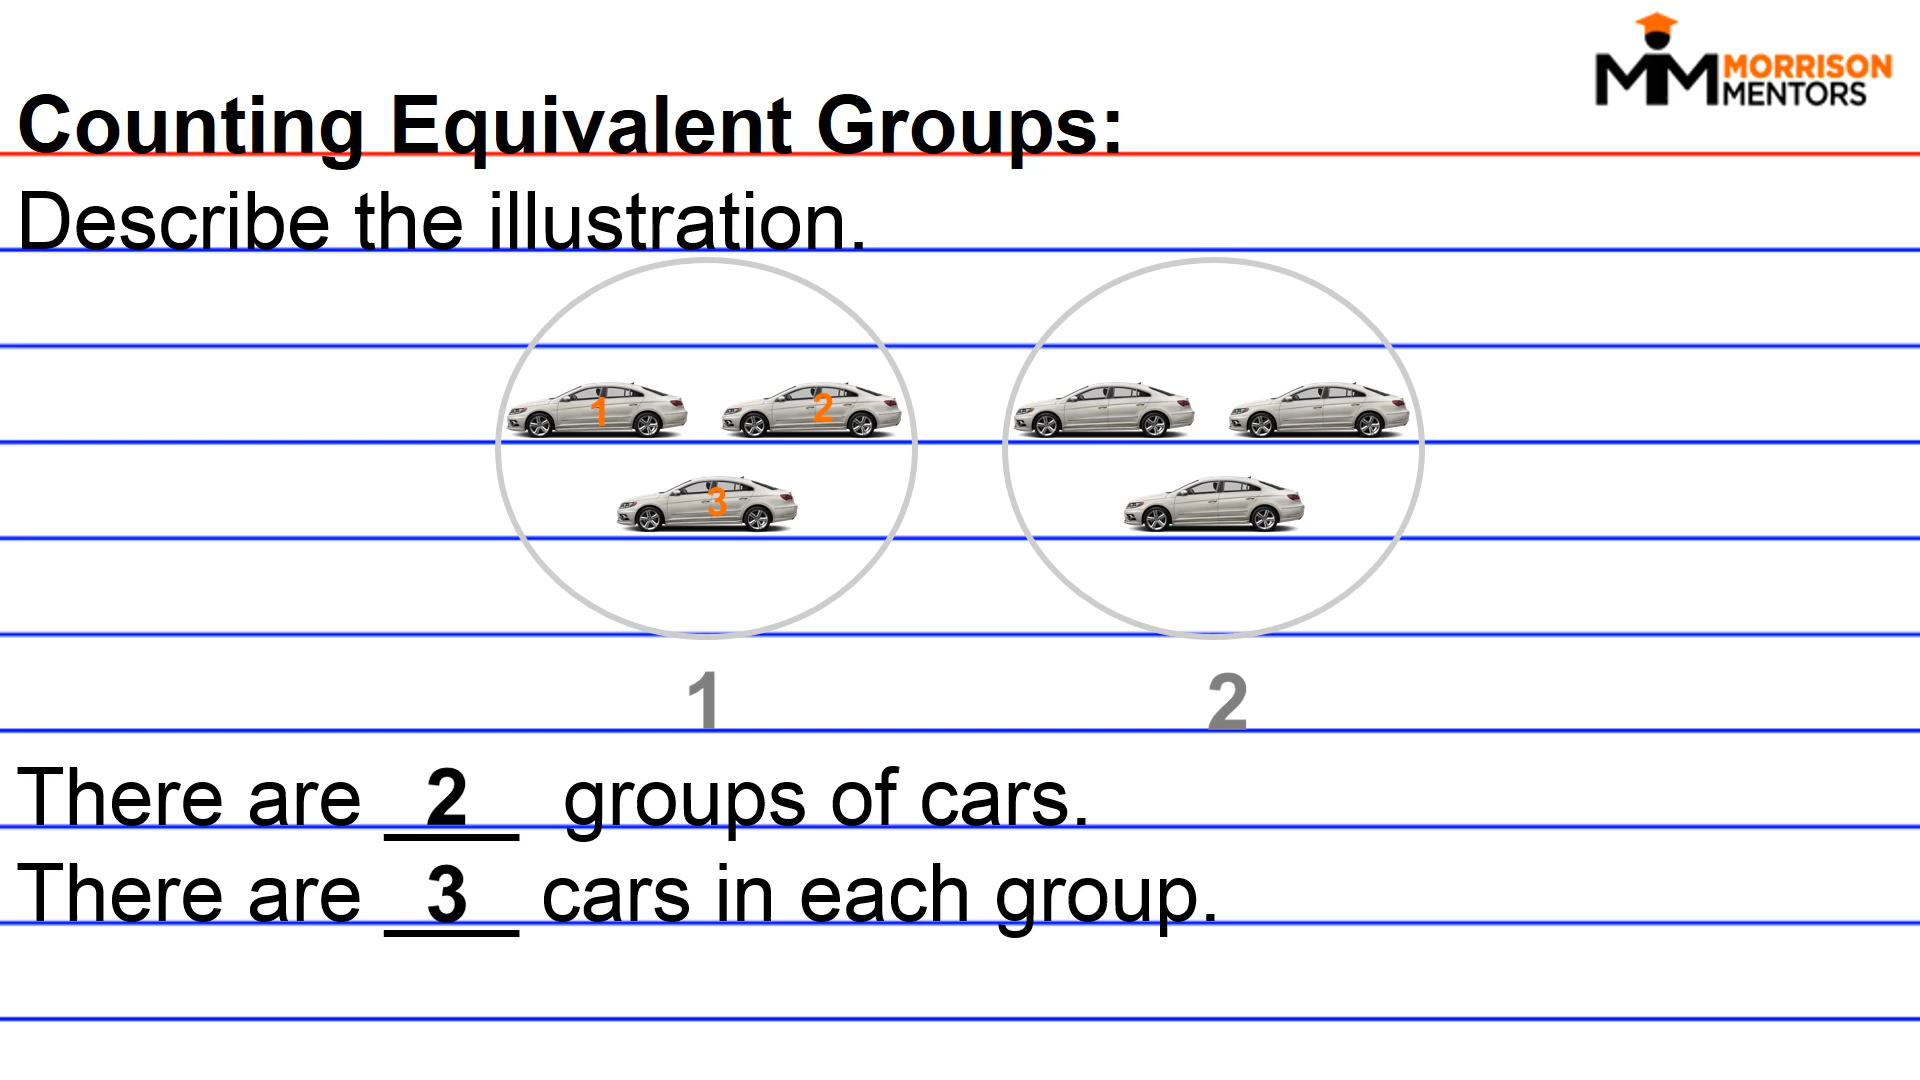 MM MORRISON
MENTORS
Counting Equivalent Groups:
Describe the illustration.
1 2
3
1 2
There are 2 groups of cars.
There are 3 cars in each group.